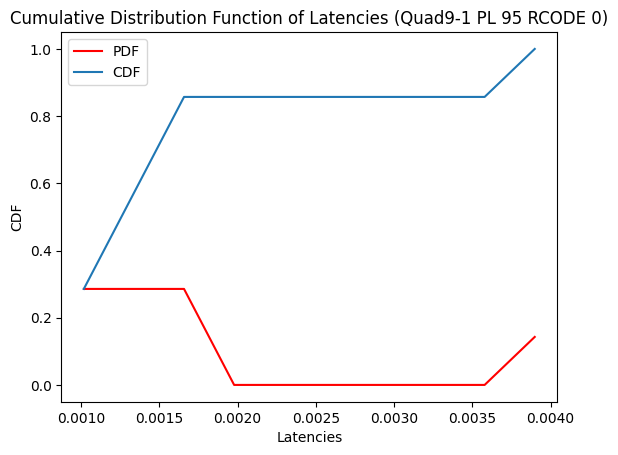 Cumulative Distribution Function of Latencies (Quad9-1 PL 95 RCODE 0)
PDF
CDF
1.0
0.8
0.6
0.4
0.2
0.0
CDF
0.0010 0.0015 0.0020 0.0025 0.0030 0.0035 0.0040
Latencies